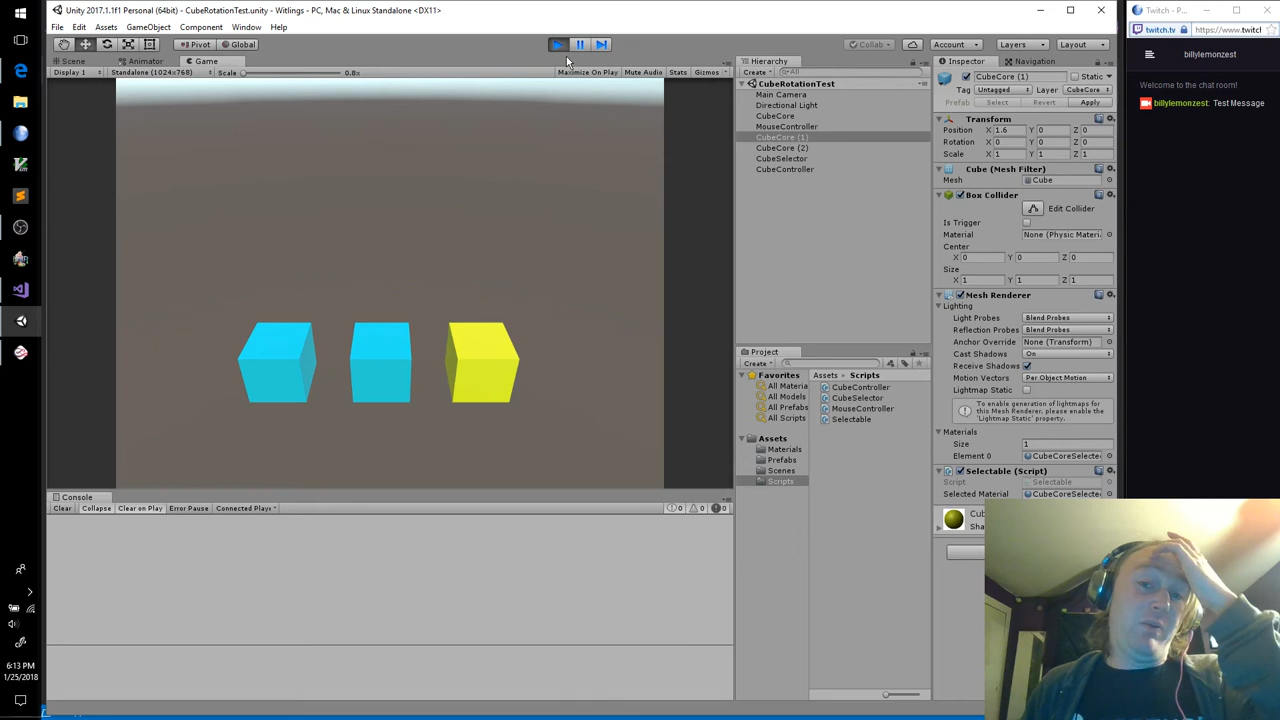 Unity 2017.1.1f1 Personal (64bit) - CubeRotationTest.unity - Witlings - PC, Mac & Linux Standalone <DX11>
File Edit Assets GameObject Component Window Help
Pivot Global Collab Account Layers Layout
Scene Animator Game
Display 1 Standalone (1024x768) Scale 0.8x Maximize On Play Mute Audio Stats Gizmos
Hierarchy
Create All
CubeRotationTest
Main Camera
Directional Light
CubeCore
MouseController
CubeCore (1)
CubeCore (2)
CubeSelector
CubeController
Project
Create
Favorites
All Materia
All Models
All Prefabs
All Scripts
Assets
Materials
Prefabs
Scenes
Scripts
Assets Scripts
CubeController
CubeSelector
MouseController
Selectable
Inspector Navigation
CubeCore (1) Static
Tag Untagged Layer CubeCore
Prefab Select Revert Apply
Transform
Position X 1.6 Y 0 Z 0
Rotation X 0 Y 0 Z 0
Scale X 1 Y 1 Z 1
Cube (Mesh Filter)
Mesh Cube
Box Collider
Edit Collider
Is Trigger
Material None (Physic Materi
Center
X 0 Y 0 Z 0
Size
X 1 Y 1 Z 1
Mesh Renderer
Lighting
Light Probes Blend Probes
Reflection Probes Blend Probes
Anchor Override None (Transform)
Cast Shadows On
Receive Shadows
Motion Vectors Per Object Motion
Lightmap Static
To enable generation of lightmaps for this Mesh Renderer, please enable the 'Lightmap Static' property.
Materials
Size 1
Element 0 CubeCoreSelecte
Selectable (Script)
Script Selectable
Selected Material CubeCoreSelecte
Cub
Sha
Console
Clear Collapse Clear on Play Error Pause Connected Play 0 0 0
Twitch - P...
twitch.tv https://www.twitcl
billylemonzest
Welcome to the chat room!
billylemonzest: Test Message
6:13 PM
1/25/2018